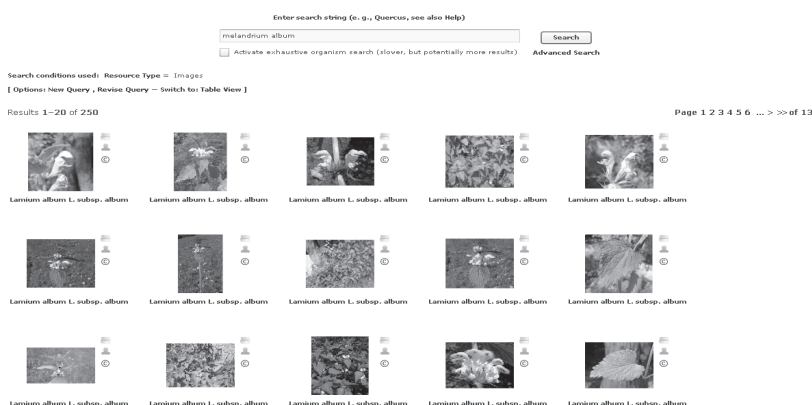 Enter search string (e. g., Quercus, see also Help)
melandrium album
Search
Activate exhaustive organism search (slower, but potentially more results)
Advanced Search
Search conditions used: Resource Type = Images
[ Options: New Query , Revise Query — Switch to: Table View ]
Results 1–20 of 250
Page 1 2 3 4 5 6 ... > >> of 13
© © © © ©
Lamium album L. subsp. album Lamium album L. subsp. album Lamium album L. subsp. album Lamium album L. subsp. album Lamium album L. subsp. album
© © © © ©
Lamium album L. subsp. album Lamium album L. subsp. album Lamium album L. subsp. album Lamium album L. subsp. album Lamium album L. subsp. album
© © © © ©
Lamium album L. subsp. album Lamium album L. subsp. album Lamium album L. subsp. album Lamium album L. subsp. album Lamium album L. subsp. album